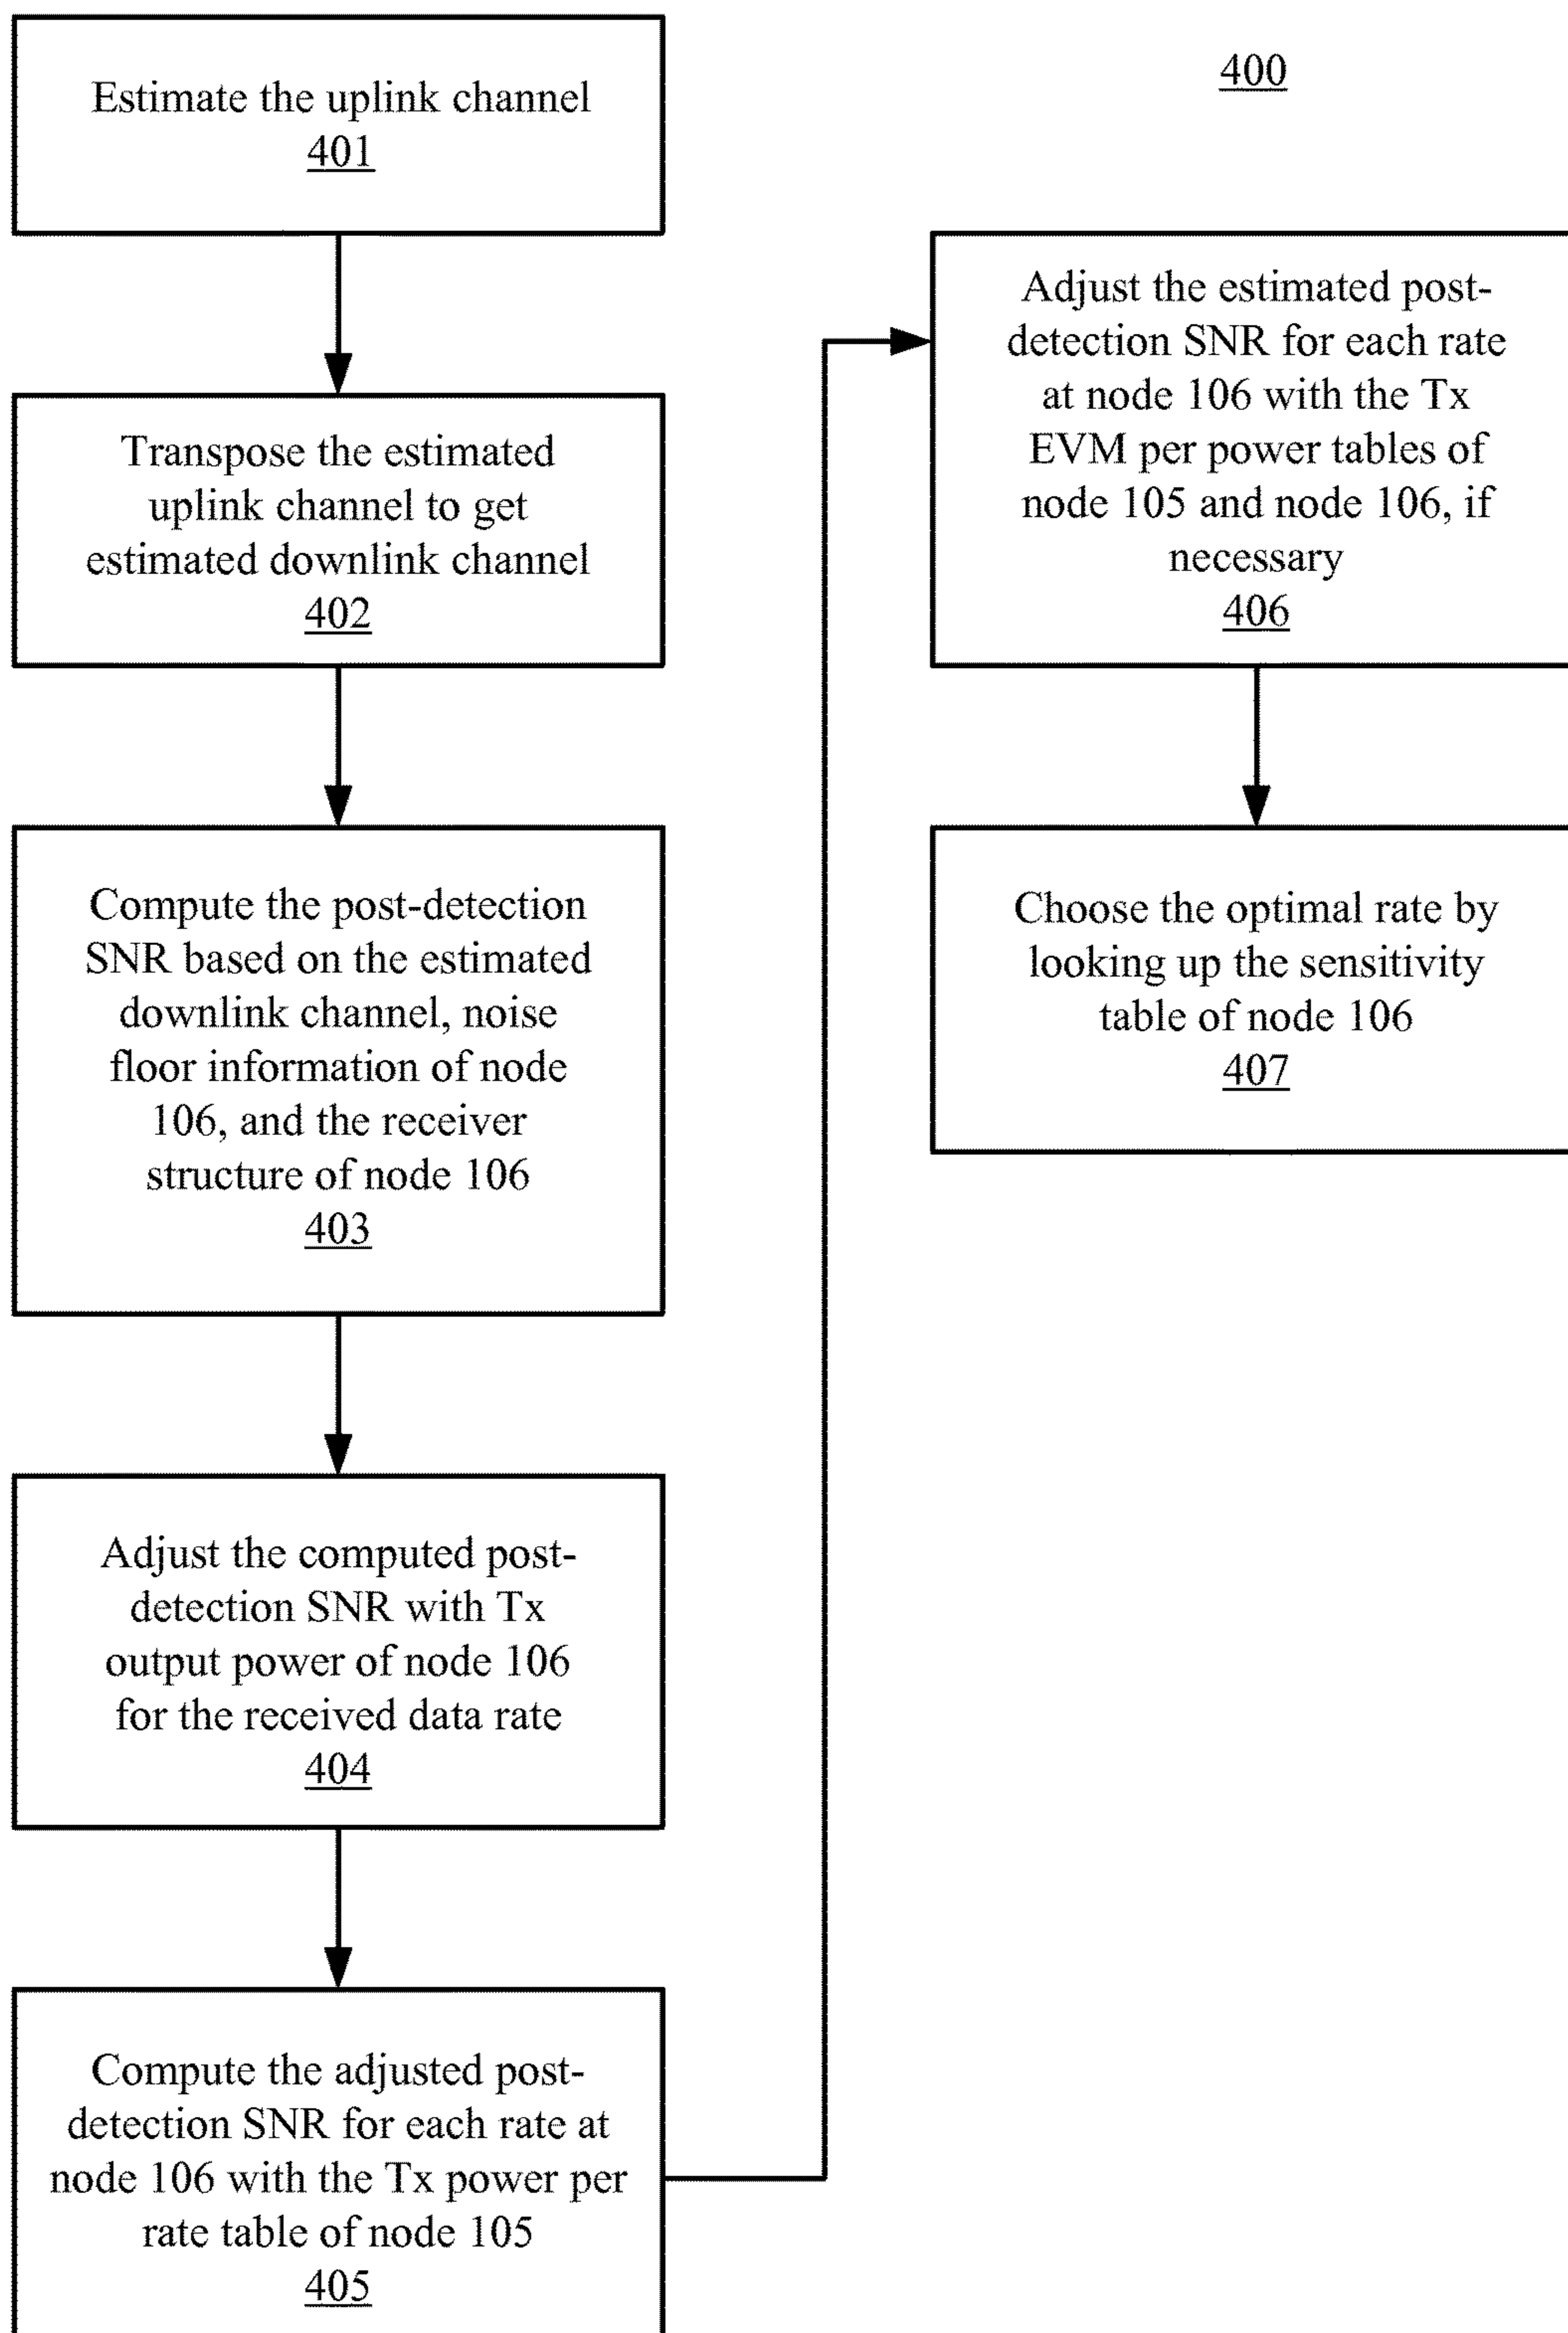 400
Estimate the uplink channel
401
Transpose the estimated
uplink channel to get
estimated downlink channel
402
Compute the post-detection
SNR based on the estimated
downlink channel, noise
floor information of node
106, and the receiver
structure of node 106
403
Adjust the computed post-
detection SNR with Tx
output power of node 106
for the received data rate
404
Compute the adjusted post-
detection SNR for each rate at
node 106 with the Tx power per
rate table of node 105
405
Adjust the estimated post-
detection SNR for each rate
at node 106 with the Tx
EVM per power tables of
node 105 and node 106, if
necessary
406
Choose the optimal rate by
looking up the sensitivity
table of node 106
407